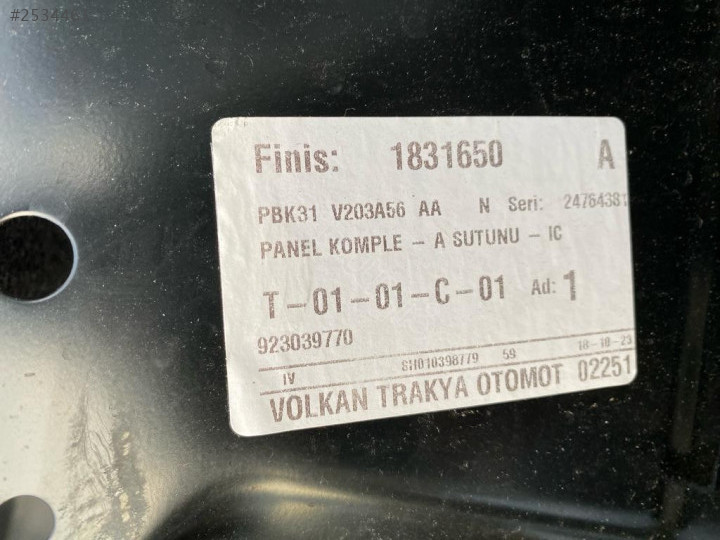 Finis: 1831650 A
PBK31 V203A56 AA N Seri: 24764381
PANEL KOMPLE - A SUTUNU - IC
T-01-01-C-01 Ad: 1
923039770
IV SH010398779 59 18-10-23
VOLKAN TRAKYA OTOMOT 02251